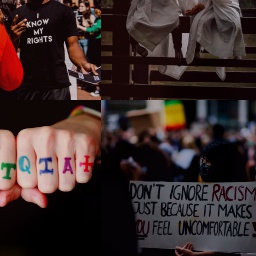 I
KNOW
MY
RIGHTS
TQIA+
DON'T IGNORE RACISM
JUST BECAUSE IT MAKES
YOU FEEL UNCOMFORTABLE!